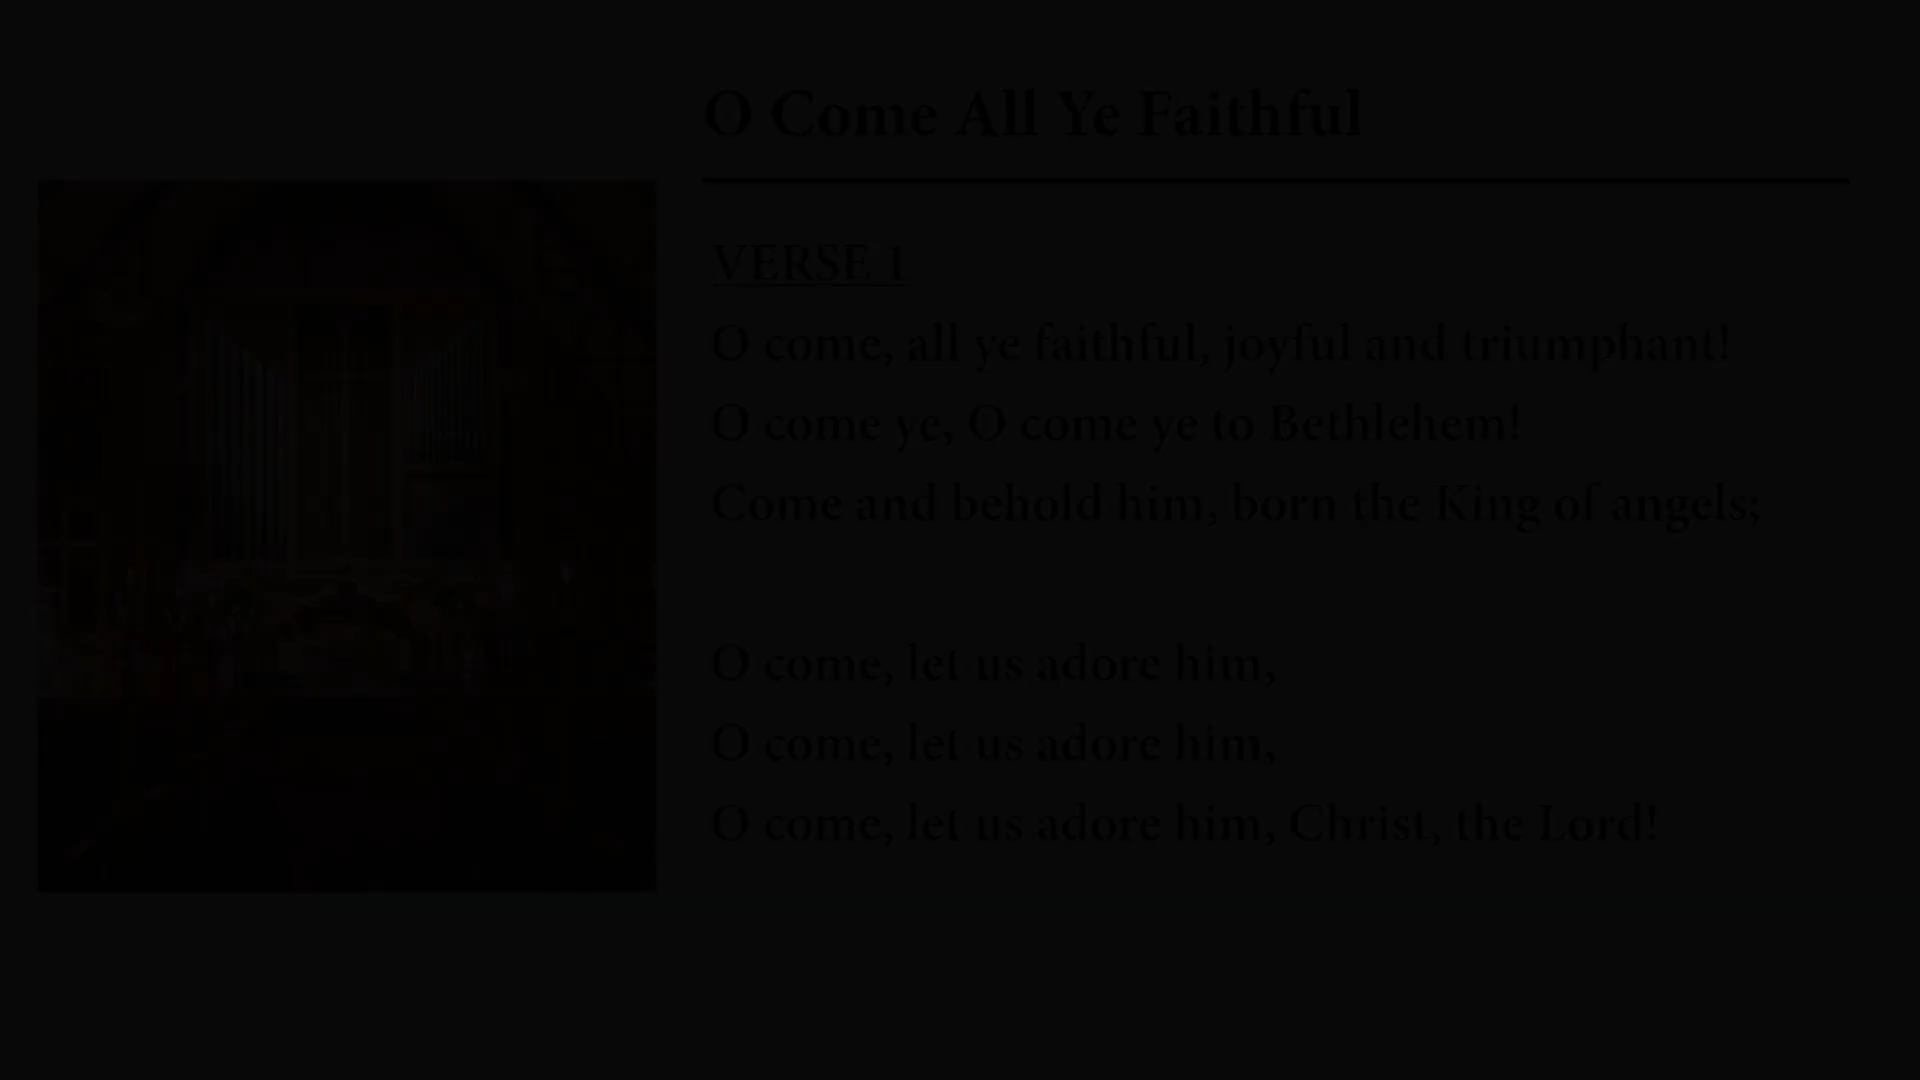 O Come All Ye Faithful
VERSE 1
O come, all ye faithful, joyful and triumphant!
O come ye, O come ye to Bethlehem!
Come and behold him, born the King of angels;
O come, let us adore him,
O come, let us adore him,
O come, let us adore him, Christ, the Lord!